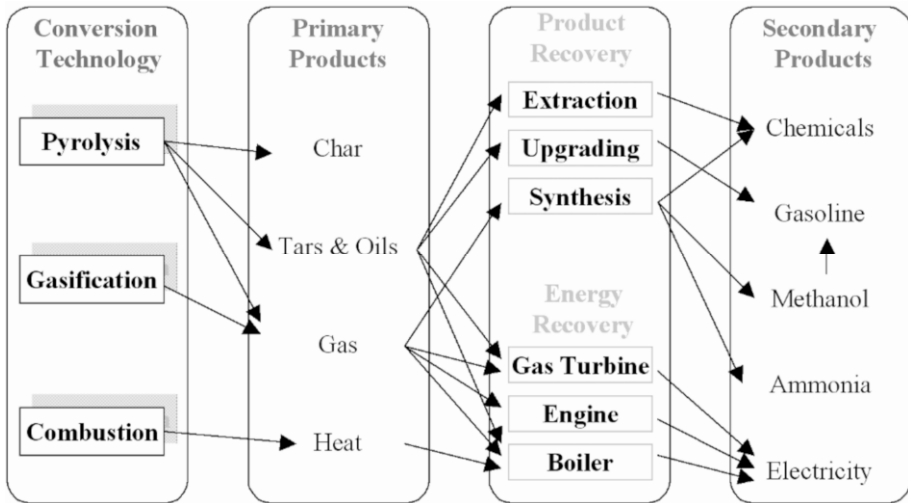 Conversion
Technology
Pyrolysis
Gasification
Combustion
Primary
Products
Char
Tars & Oils
Gas
Heat
Product
Recovery
Extraction
Upgrading
Synthesis
Energy
Recovery
Gas Turbine
Engine
Boiler
Secondary
Products
Chemicals
Gasoline
Methanol
Ammonia
Electricity